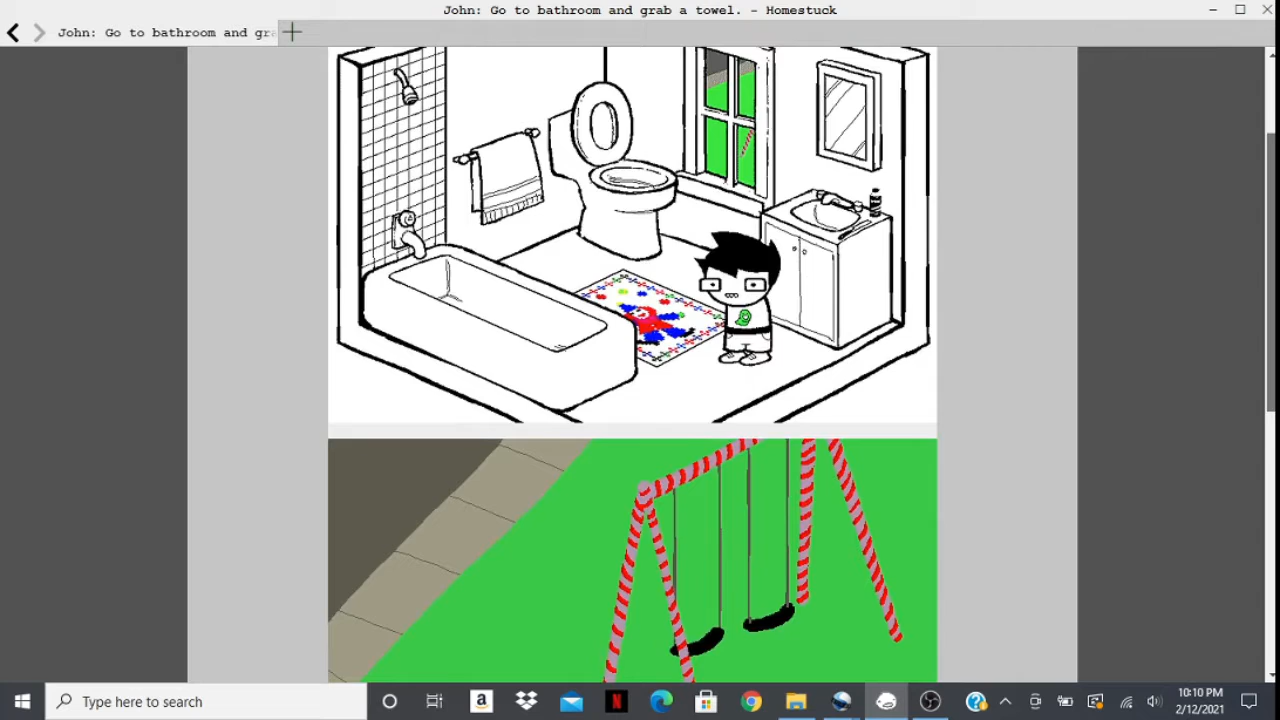 John: Go to bathroom and grab a towel. - Homestuck
John: Go to bathroom and gra
Type here to search
10:10 PM
2/12/2021